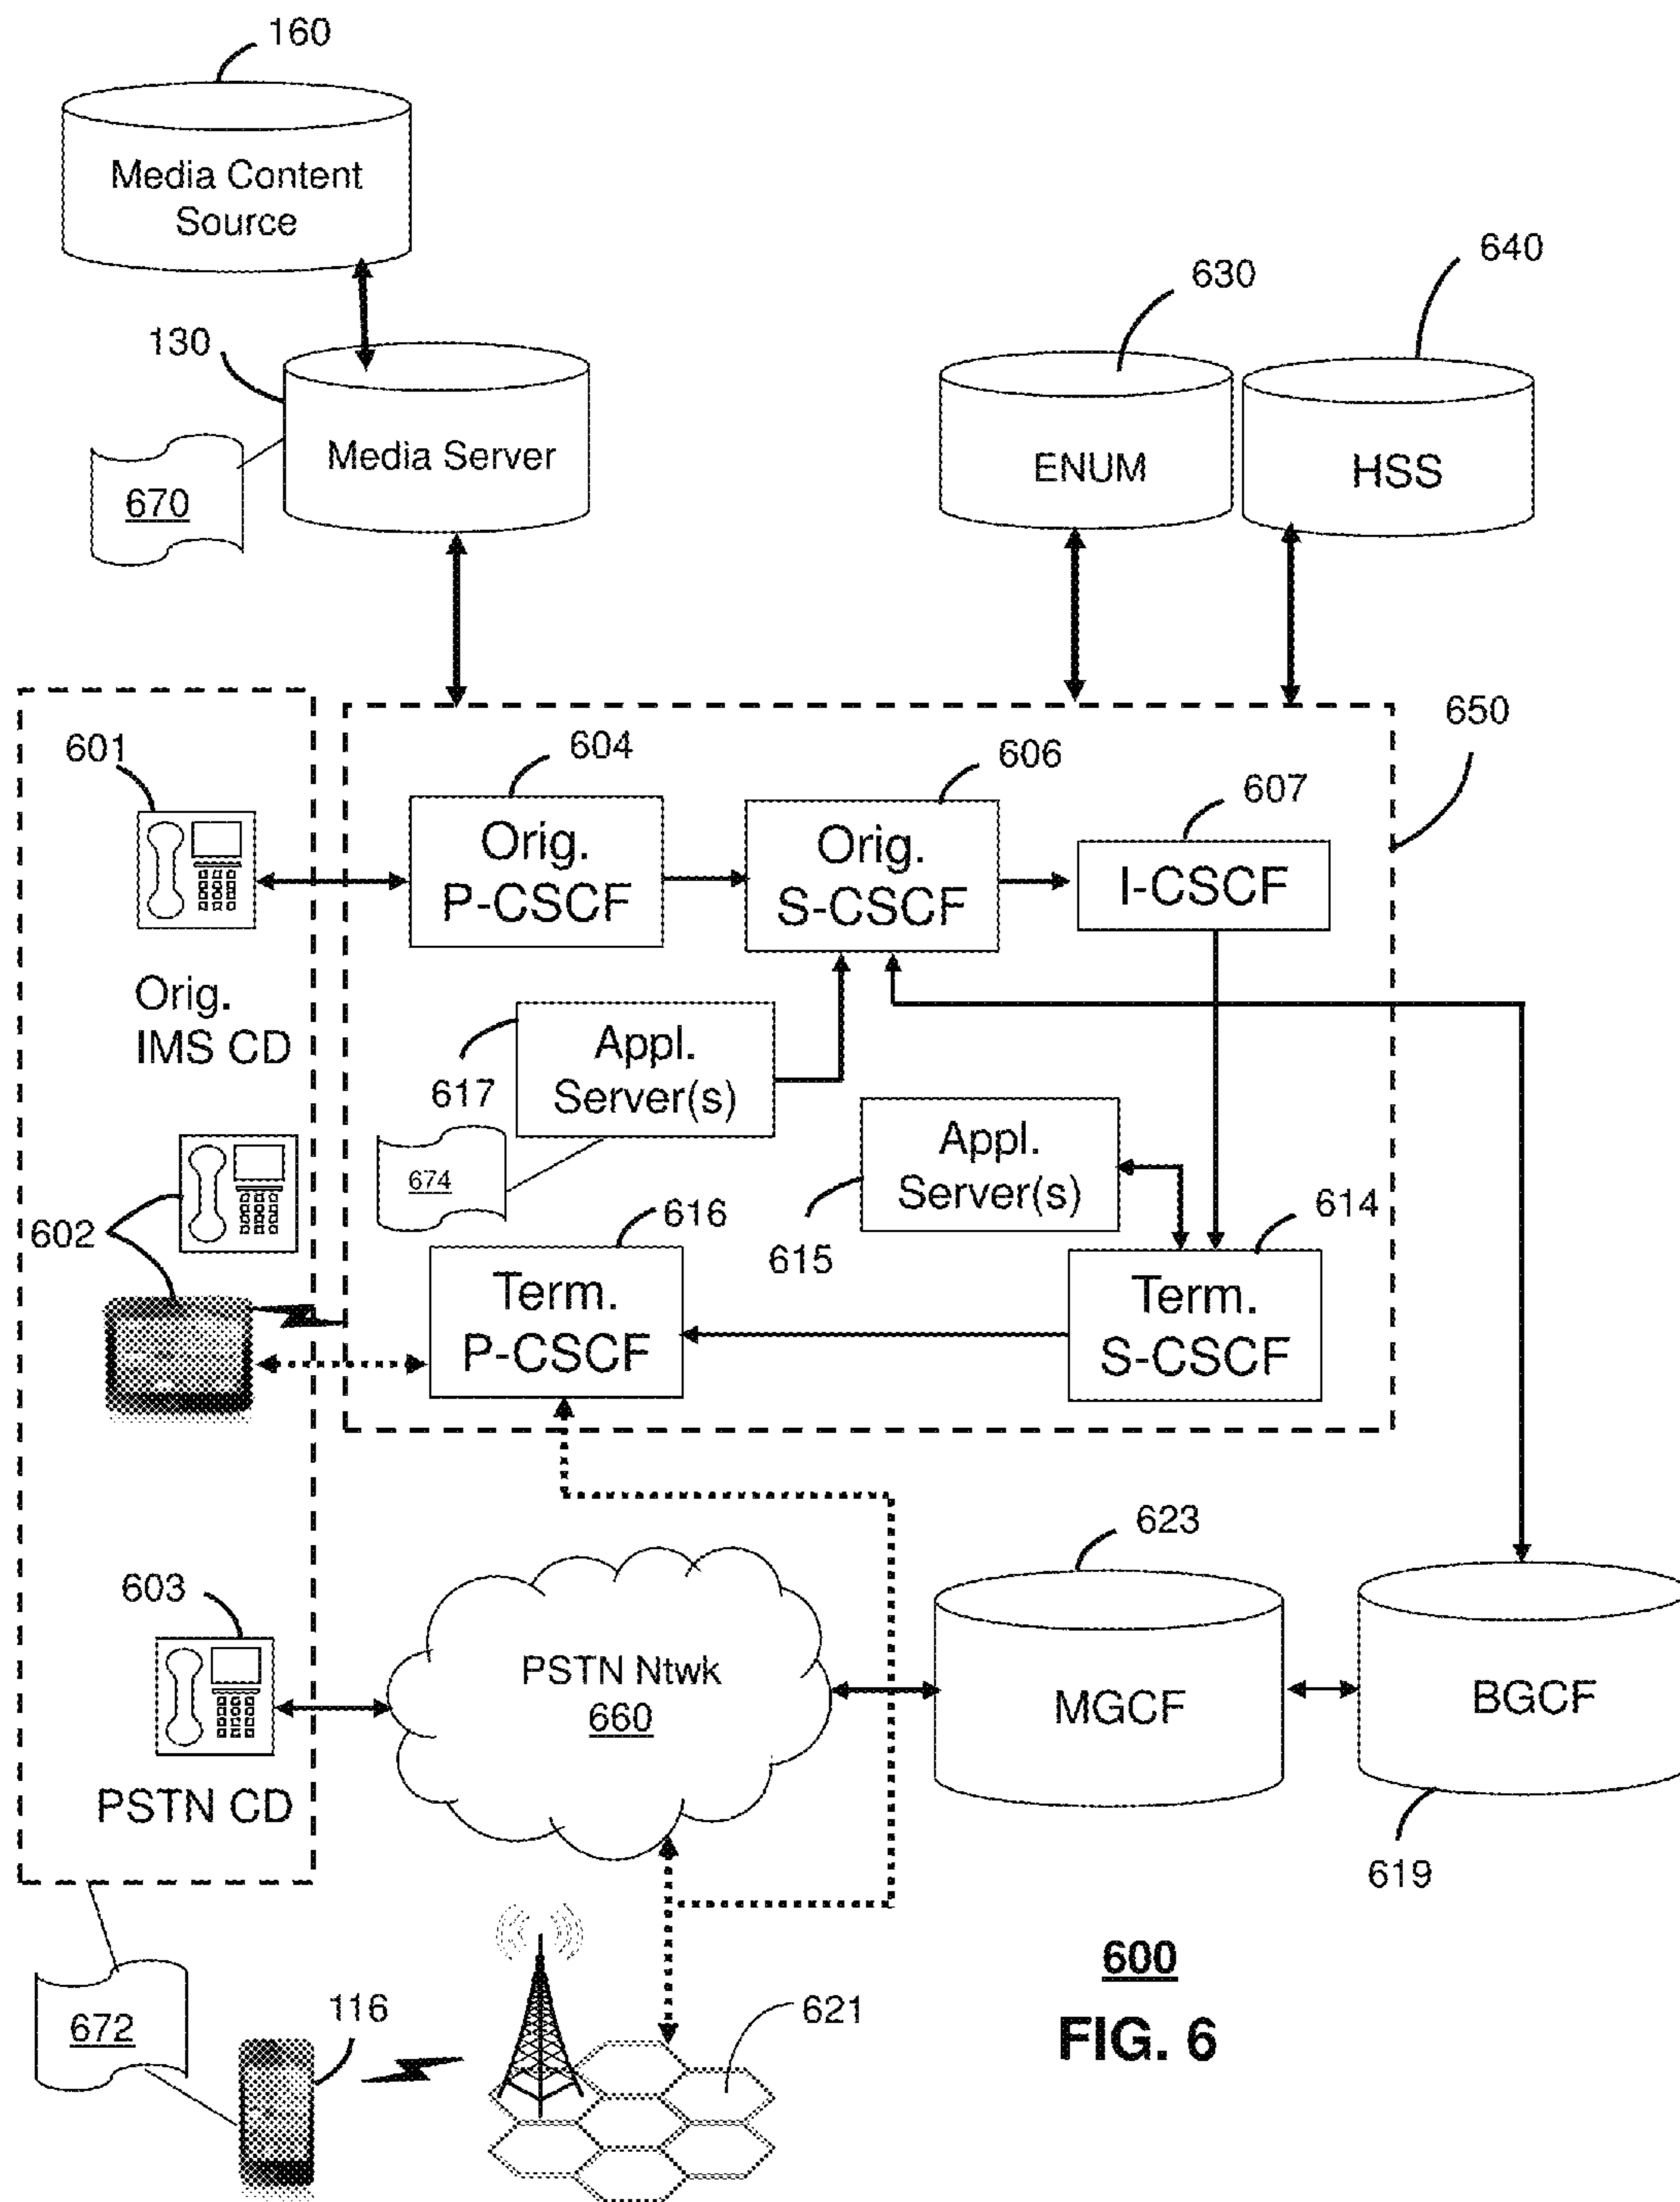 160
Media Content
Source
640
630
130
Media Server
ENUM
HSS
670
650
601
604
606
607
Orig.
P-CSCF
Orig.
S-CSCF
I-CSCF
Orig.
IMS CD
617
Appl.
Server(s)
674
Appl.
Server(s)
615
616
614
602
Term.
P-CSCF
Term.
S-CSCF
623
603
PSTN Ntwk
660
MGCF
BGCF
PSTN CD
619
672
116
621
600
FIG. 6